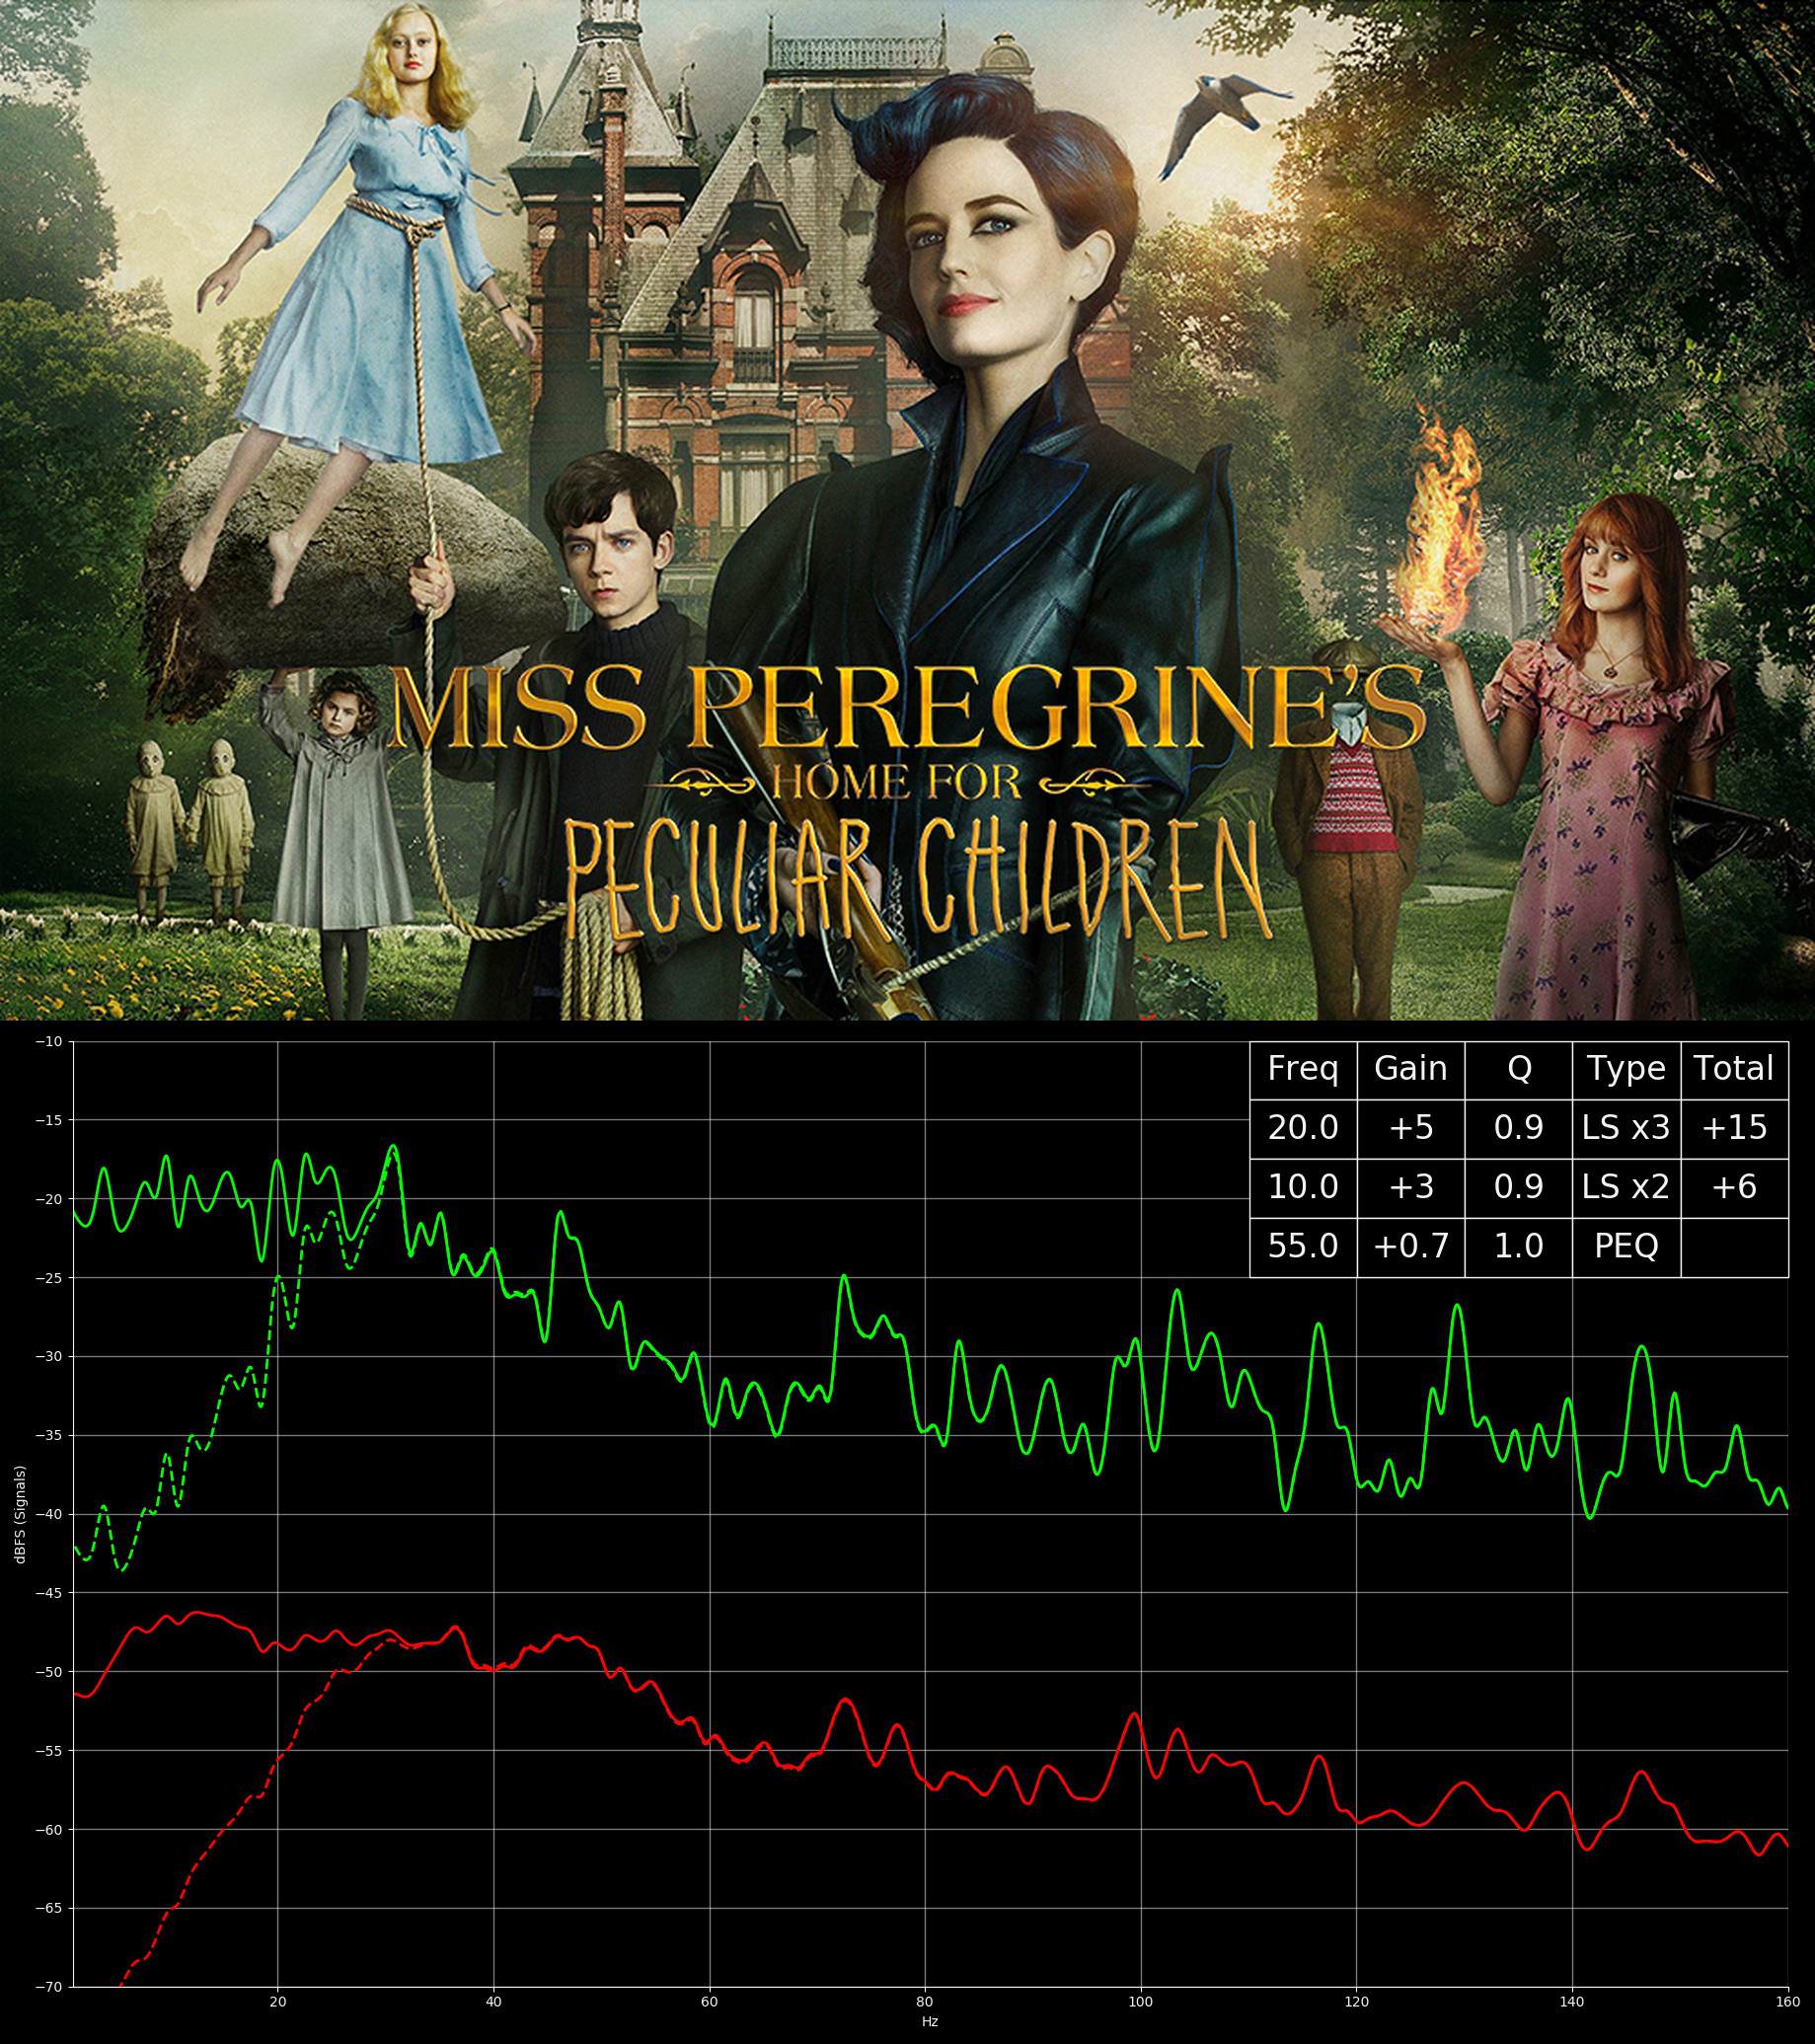 MISS PEREGRINE'S
HOME FOR
PECULIAR CHILDREN
Freq Gain Q Type Total
20.0 +5 0.9 LS x3 +15
10.0 +3 0.9 LS x2 +6
55.0 +0.7 1.0 PEQ
−10
−15
−20
−25
−30
−35
−40
−45
−50
−55
−60
−65
−70
dBFS (Signals)
20 40 60 80 100 120 140 160
Hz